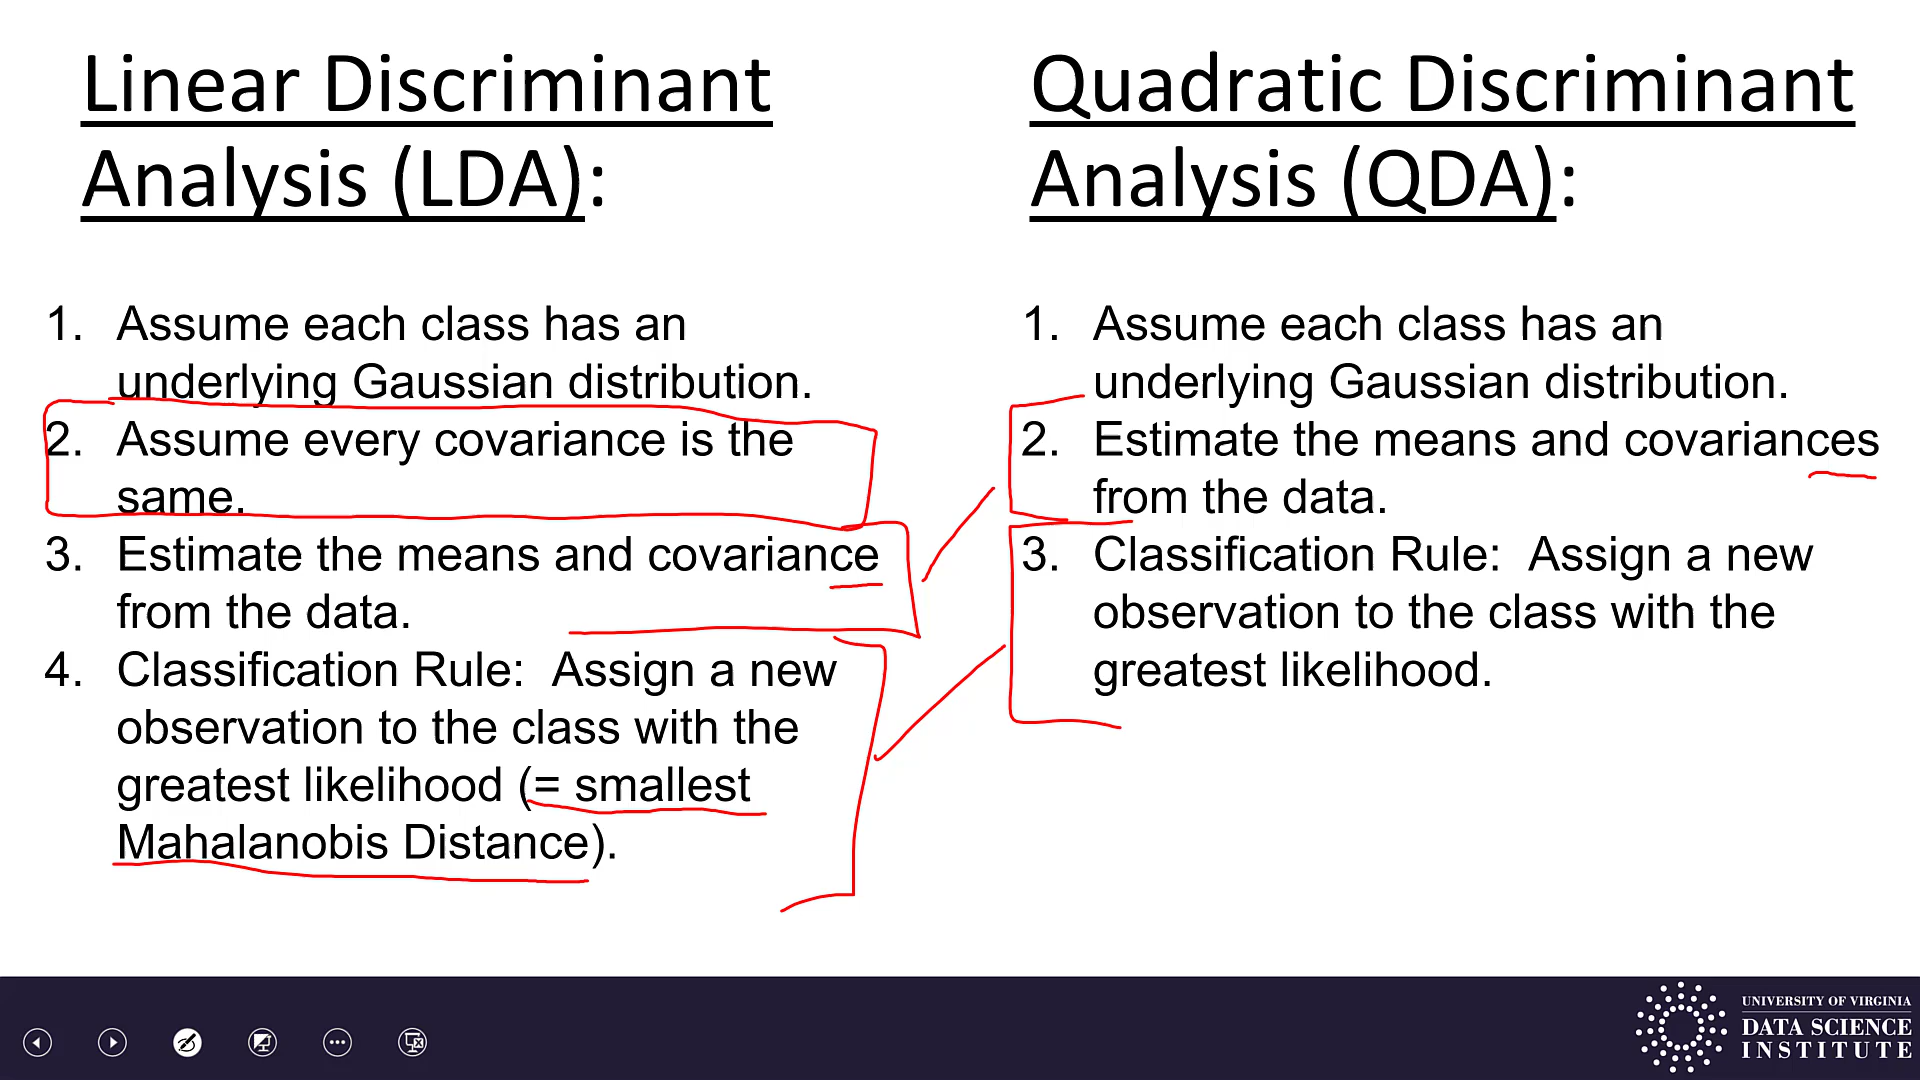 Linear Discriminant
Analysis (LDA):
1. Assume each class has an
underlying Gaussian distribution.
2. Assume every covariance is the
same.
3. Estimate the means and covariance
from the data.
4. Classification Rule: Assign a new
observation to the class with the
greatest likelihood (= smallest
Mahalanobis Distance).
Quadratic Discriminant
Analysis (QDA):
1. Assume each class has an
underlying Gaussian distribution.
2. Estimate the means and covariances
from the data.
3. Classification Rule: Assign a new
observation to the class with the
greatest likelihood.
UNIVERSITY OF VIRGINIA
DATA SCIENCE
INSTITUTE